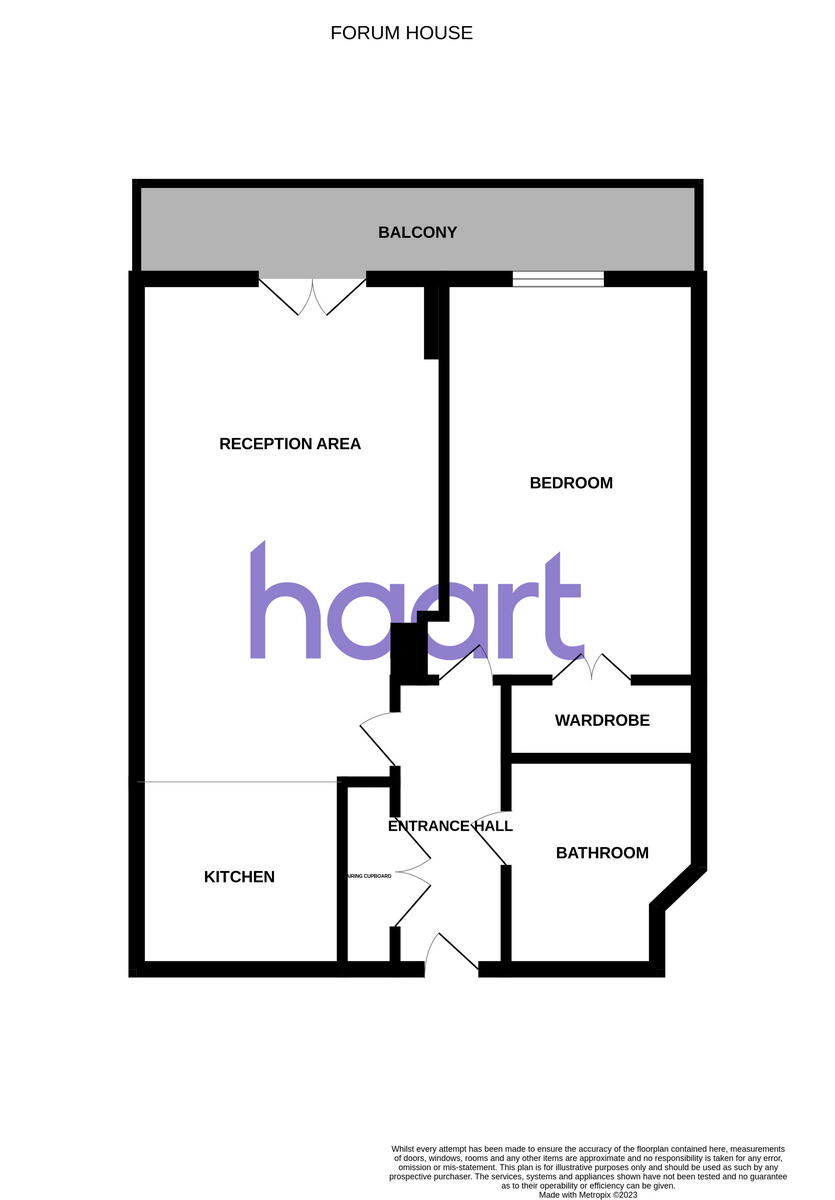 FORUM HOUSE
BALCONY
RECEPTION AREA
BEDROOM
haart
WARDROBE
ENTRANCE HALL
BATHROOM
KITCHEN
AIRING CUPBOARD
Whilst every attempt has been made to ensure the accuracy of the floorplan contained here, measurements
of doors, windows, rooms and any other items are approximate and no responsibility is taken for any error,
omission or mis-statement. This plan is for illustrative purposes only and should be used as such by any
prospective purchaser. The services, systems and appliances shown have not been tested and no guarantee
as to their operability or efficiency can be given.
Made with Metropix ©2023